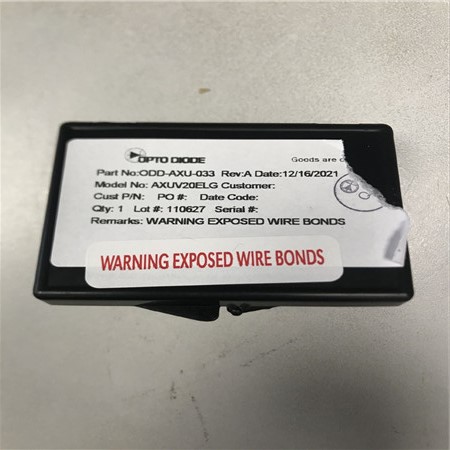 OPTO DIODE
Goods are
Part No:ODD-AXU-033 Rev:A Date:12/16/2021
Model No: AXUV20ELG Customer:
Cust P/N: PO #: Date Code:
Qty: 1 Lot #: 110627 Serial #:
Remarks: WARNING EXPOSED WIRE BONDS
WARNING EXPOSED WIRE BONDS